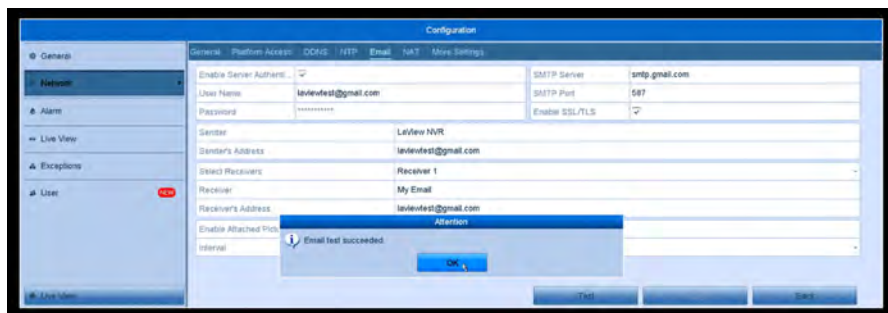 Configuration
General
Network
Alarm
Live View
Exceptions
User NEW
Live View
General Platform Access DDNS NTP Email NAT More Settings
Enable Server Authenti...
SMTP Server smtp.gmail.com
User Name laviewtest@gmail.com
SMTP Port 587
Password ***********
Enable SSL/TLS
Sender LaView NVR
Sender's Address laviewtest@gmail.com
Select Receivers Receiver 1
Receiver My Email
Receiver's Address laviewtest@gmail.com
Enable Attached Pict
Interval
Attention
Email test succeeded.
OK
Test
Back